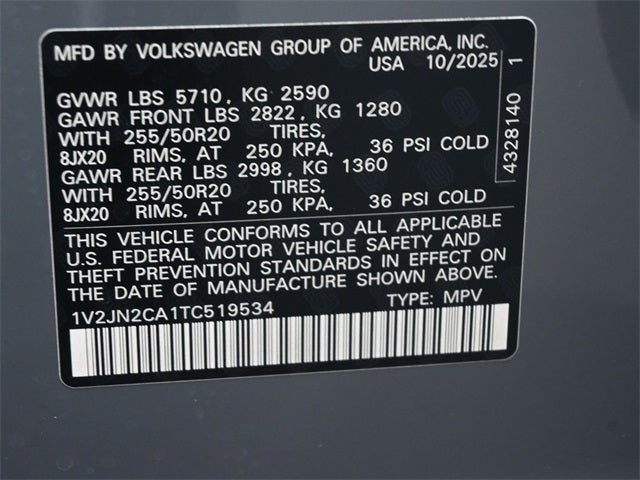 MFD BY VOLKSWAGEN GROUP OF AMERICA, INC.
USA 10/2025
GVWR LBS 5710, KG 2590
GAWR FRONT LBS 2822, KG 1280
WITH 255/50R20 TIRES,
8JX20 RIMS, AT 250 KPA, 36 PSI COLD
GAWR REAR LBS 2998, KG 1360
WITH 255/50R20 TIRES,
8JX20 RIMS, AT 250 KPA, 36 PSI COLD
THIS VEHICLE CONFORMS TO ALL APPLICABLE
U.S. FEDERAL MOTOR VEHICLE SAFETY AND
THEFT PREVENTION STANDARDS IN EFFECT ON
THE DATE OF MANUFACTURE SHOWN ABOVE.
1V2JN2CA1TC519534 TYPE: MPV
4328140 1